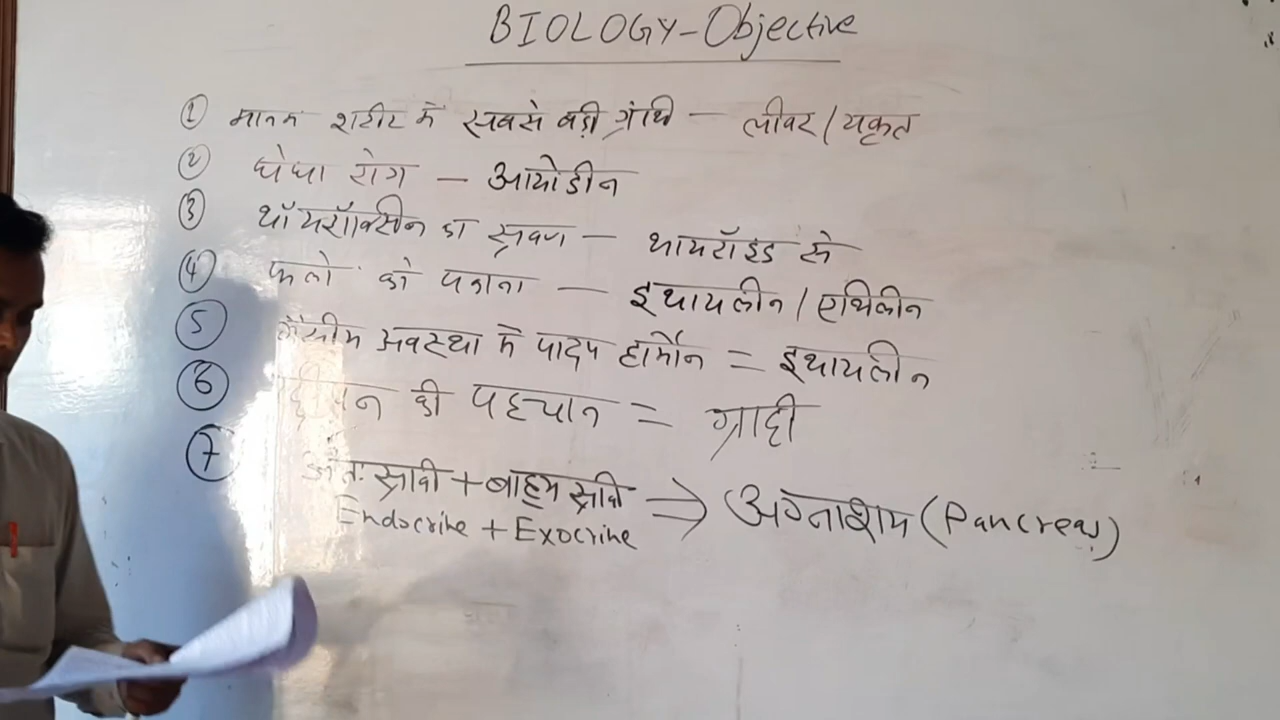 BIOLOGY-Objective
① मानव शरीर में सबसे बड़ी ग्रंथि — लीवर/यकृत
② घेघा रोग — आयोडीन
③ थॉयरॉक्सीन का स्रवण — थायरॉइड से
④ फलों को पकाना — इथायलीन/एथिलीन
⑤ गैसीय अवस्था में पादप हार्मोन = इथायलीन
⑥ की पहचान = ग्राही
⑦ अंतः स्रावी + बाह्य स्रावी ⇒ अग्नाशय (Pancreas)
Endocrine + Exocrine